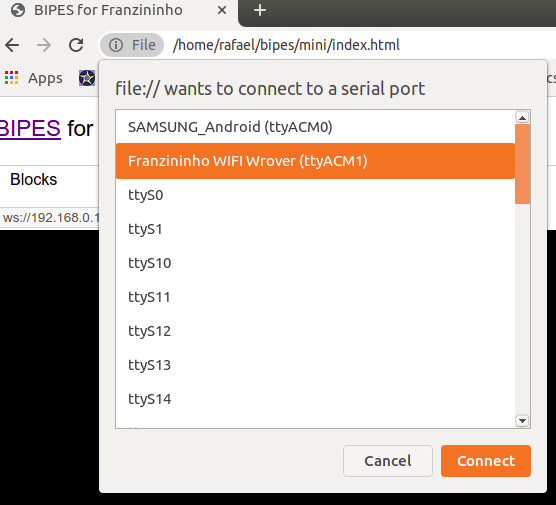 BIPES for Franzininho
File
/home/rafael/bipes/mini/index.html
Apps
file:// wants to connect to a serial port
BIPES for
SAMSUNG_Android (ttyACM0)
Franzininho WIFI Wrover (ttyACM1)
Blocks
ttyS0
ws://192.168.0.1
ttyS1
ttyS10
ttyS11
ttyS12
ttyS13
ttyS14
Cancel
Connect